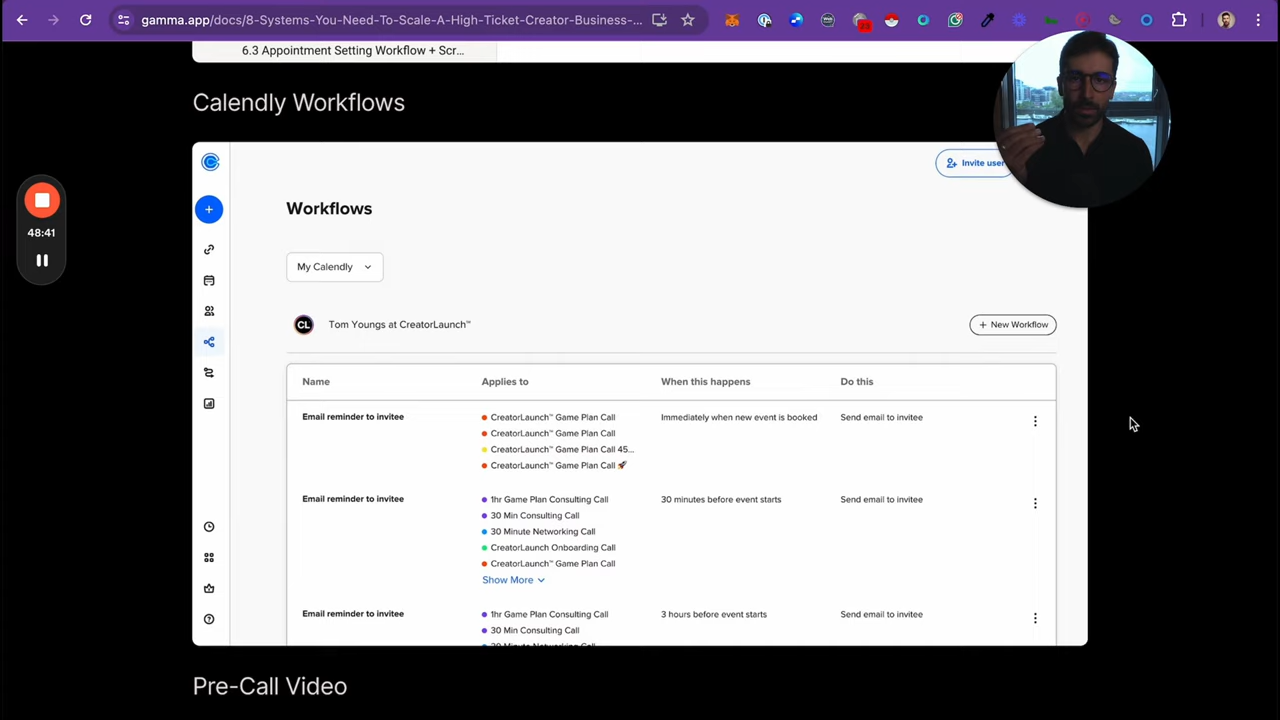 gamma.app/docs/8-Systems-You-Need-To-Scale-A-High-Ticket-Creator-Business-...
6.3 Appointment Setting Workflow + Scr...
Calendly Workflows
Invite user
48:41
Workflows
My Calendly
CL
Tom Youngs at CreatorLaunch™
+ New Workflow
Name Applies to When this happens Do this
Email reminder to invitee CreatorLaunch™ Game Plan Call Immediately when new event is booked Send email to invitee
CreatorLaunch™ Game Plan Call
CreatorLaunch™ Game Plan Call 45...
CreatorLaunch™ Game Plan Call 🚀
Email reminder to invitee 1hr Game Plan Consulting Call 30 minutes before event starts Send email to invitee
30 Min Consulting Call
30 Minute Networking Call
CreatorLaunch Onboarding Call
CreatorLaunch™ Game Plan Call
Show More
Email reminder to invitee 1hr Game Plan Consulting Call 3 hours before event starts Send email to invitee
30 Min Consulting Call
30 Minute Networking Call
Pre-Call Video